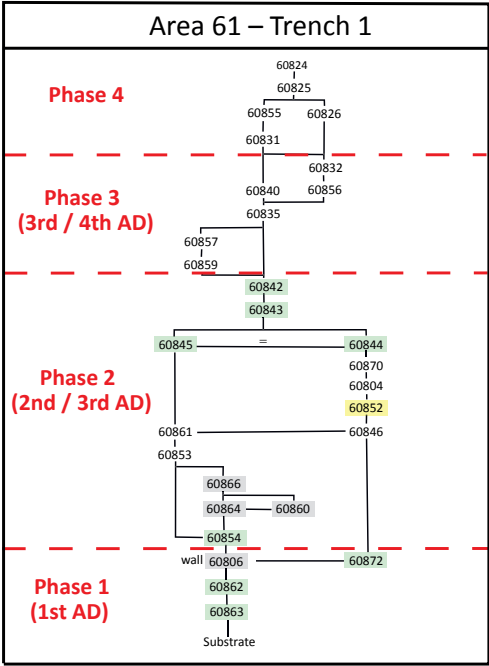 Area 61 – Trench 1
60824
Phase 4
60825
60855 60826
60831
60832
Phase 3
60840 60856
(3rd / 4th AD)
60835
60857
60859
60842
60843
60845 = 60844
60870
Phase 2
60804
(2nd / 3rd AD)
60852
60861 60846
60853
60866
60864 60860
60854
wall 60806 60872
Phase 1
60862
(1st AD)
60863
Substrate